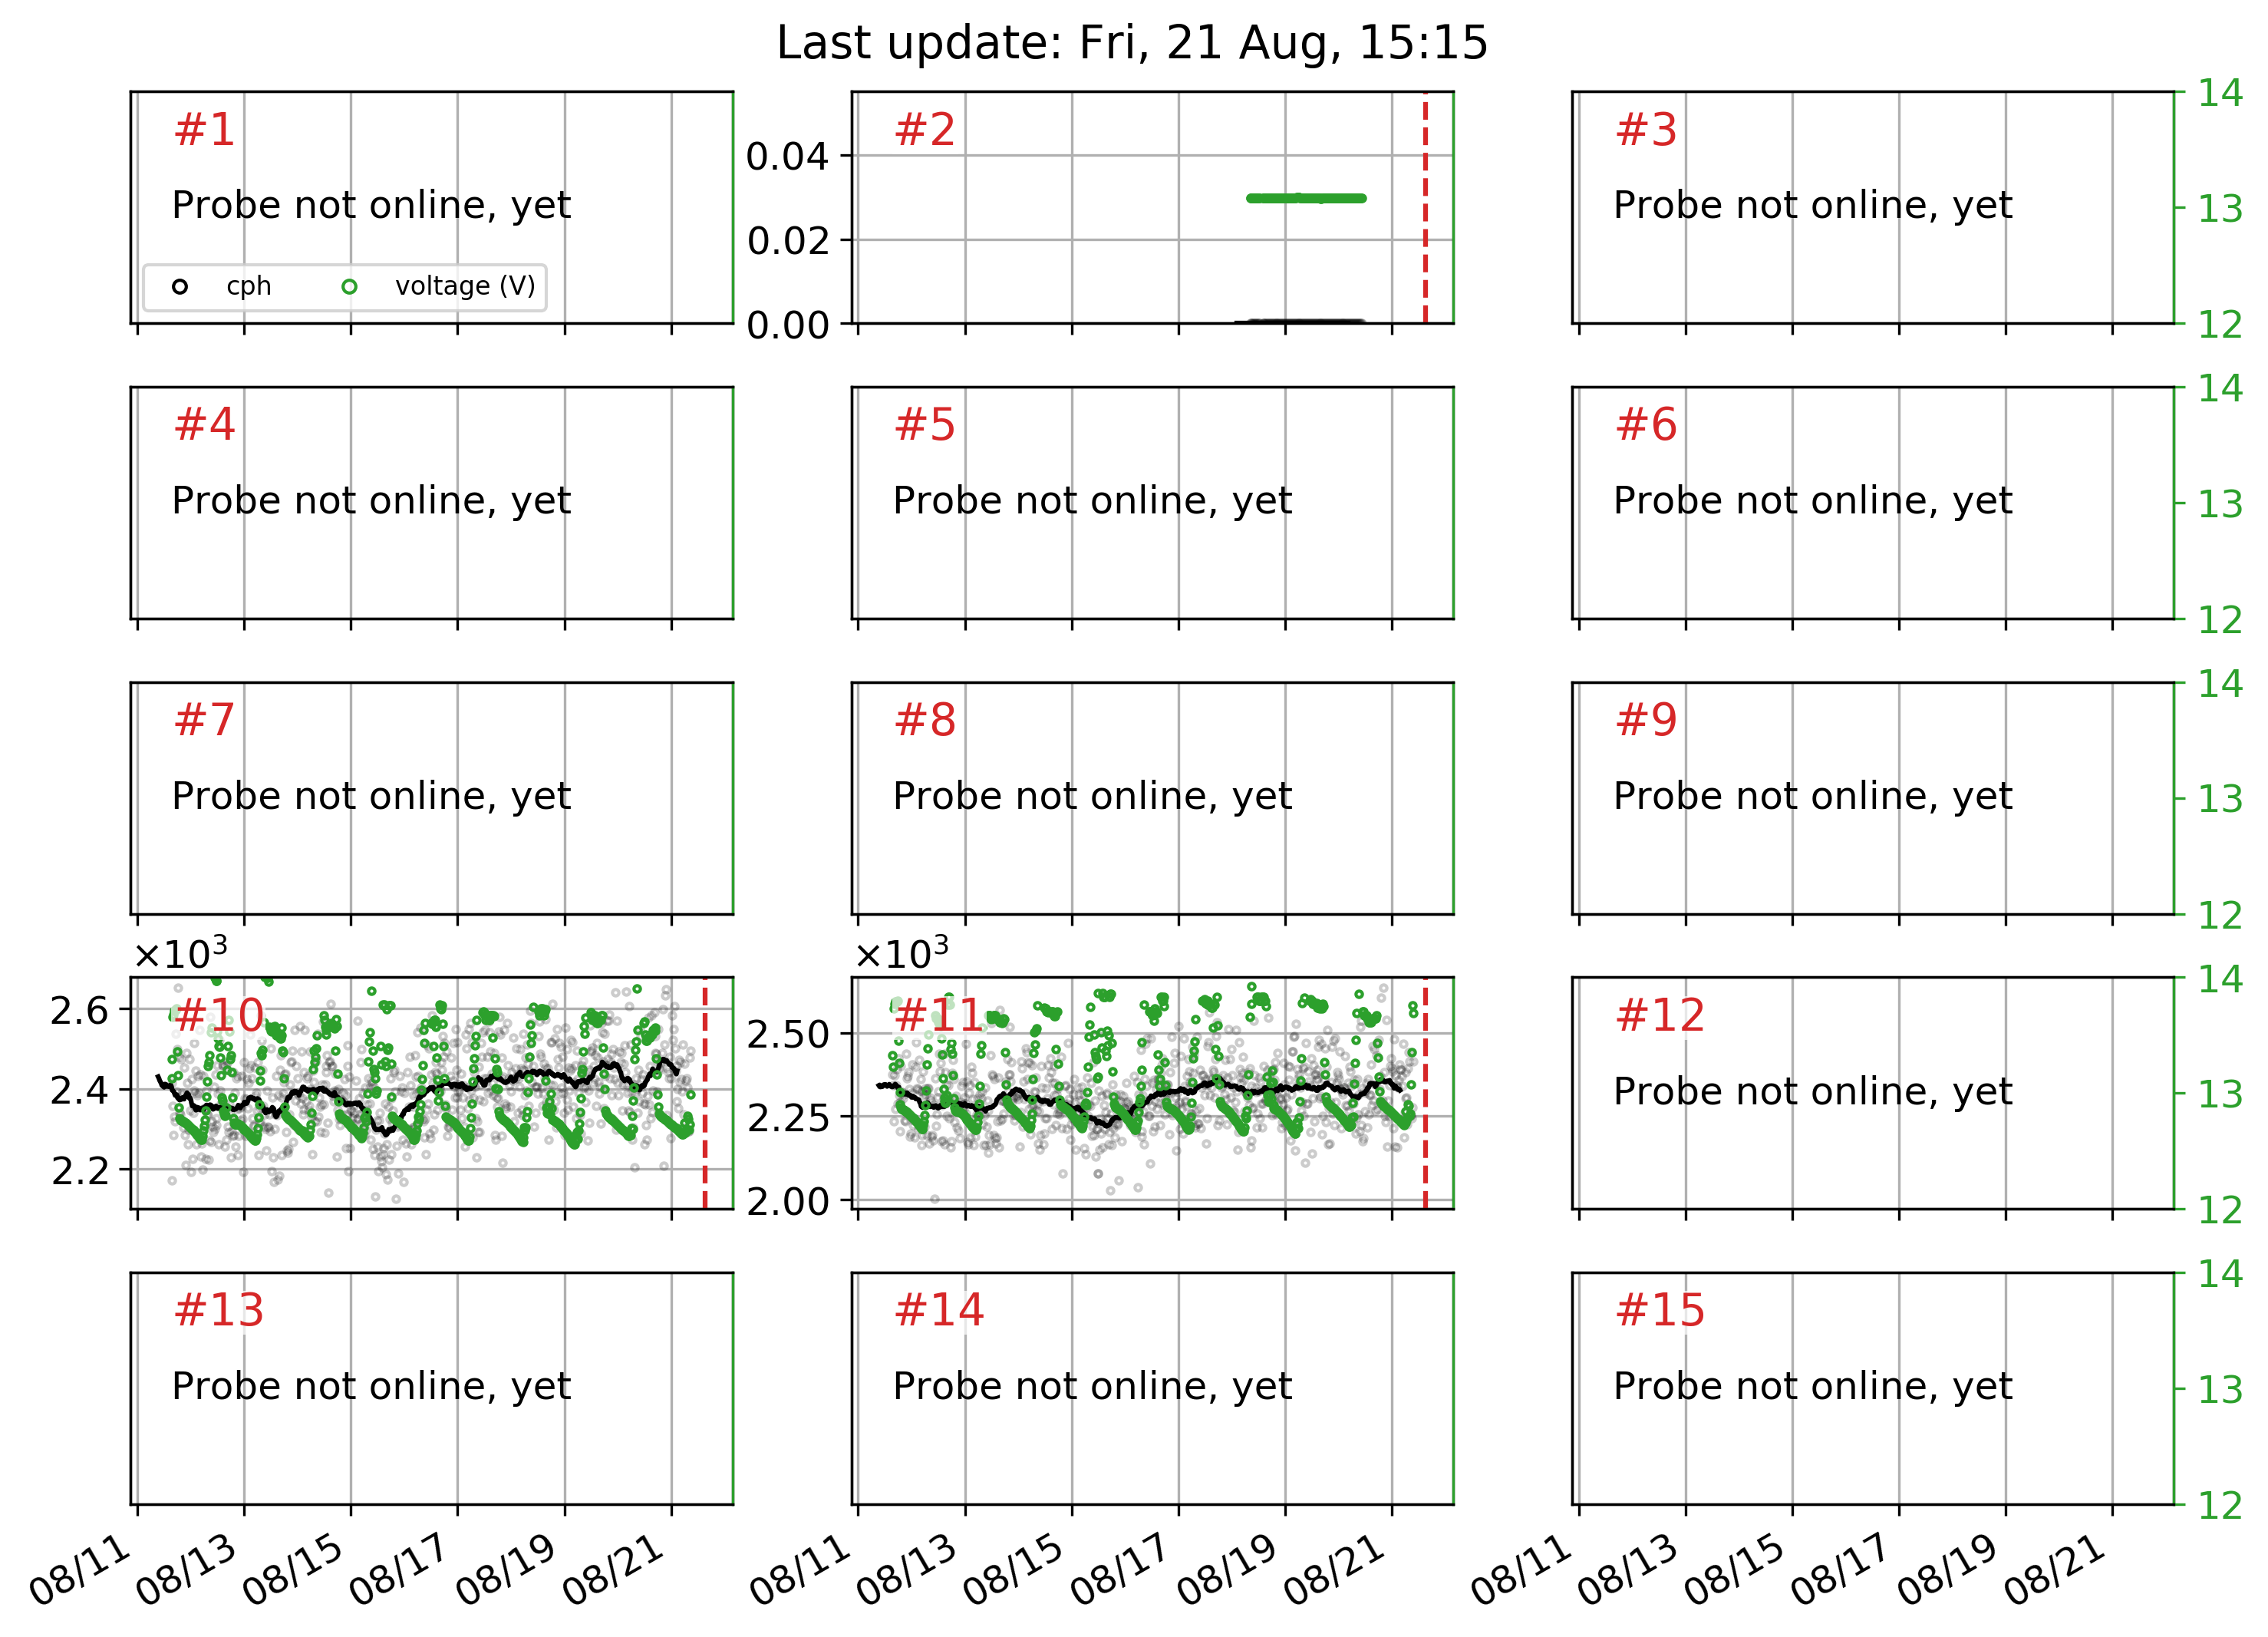 Last update: Fri, 21 Aug, 15:15
#1
Probe not online, yet
cph voltage (V)
#2
0.04
0.02
0.00
#3
Probe not online, yet
14
13
12
#4
Probe not online, yet
#5
Probe not online, yet
#6
Probe not online, yet
14
13
12
#7
Probe not online, yet
#8
Probe not online, yet
#9
Probe not online, yet
14
13
12
×10³
#10
2.6
2.4
2.2
×10³
#11
2.50
2.25
2.00
#12
Probe not online, yet
14
13
12
#13
Probe not online, yet
#14
Probe not online, yet
#15
Probe not online, yet
14
13
12
08/11 08/13 08/15 08/17 08/19 08/21
08/11 08/13 08/15 08/17 08/19 08/21
08/11 08/13 08/15 08/17 08/19 08/21